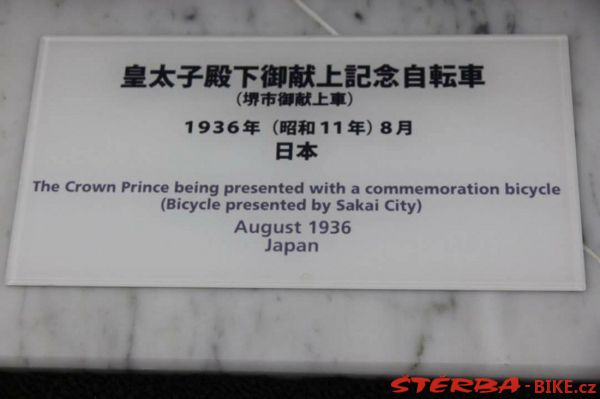 皇太子殿下御献上記念自転車
(堺市御献上車)
1936年 (昭和11年) 8月
日本
The Crown Prince being presented with a commemoration bicycle
(Bicycle presented by Sakai City)
August 1936
Japan
ŠTĚRBA-BIKE.cz